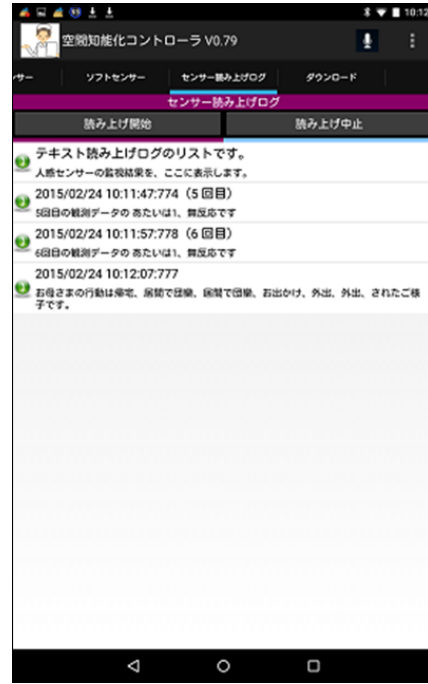 10:12
空間知能化コントローラ V0.79
サー ソフトセンサー センサー読み上げログ ダウンロード
センサー読み上げログ
読み上げ開始 読み上げ中止
テキスト読み上げログのリストです。
人感センサーの監視結果を、ここに表示します。
2015/02/24 10:11:47:774（5 回目）
5回目の観測データの あたいは1、無反応です
2015/02/24 10:11:57:778（6 回目）
6回目の観測データの あたいは1、無反応です
2015/02/24 10:12:07:777
お母さまの行動は帰宅、居間で団欒、居間で団欒、お出かけ、外出、外出、されたご様
子です。